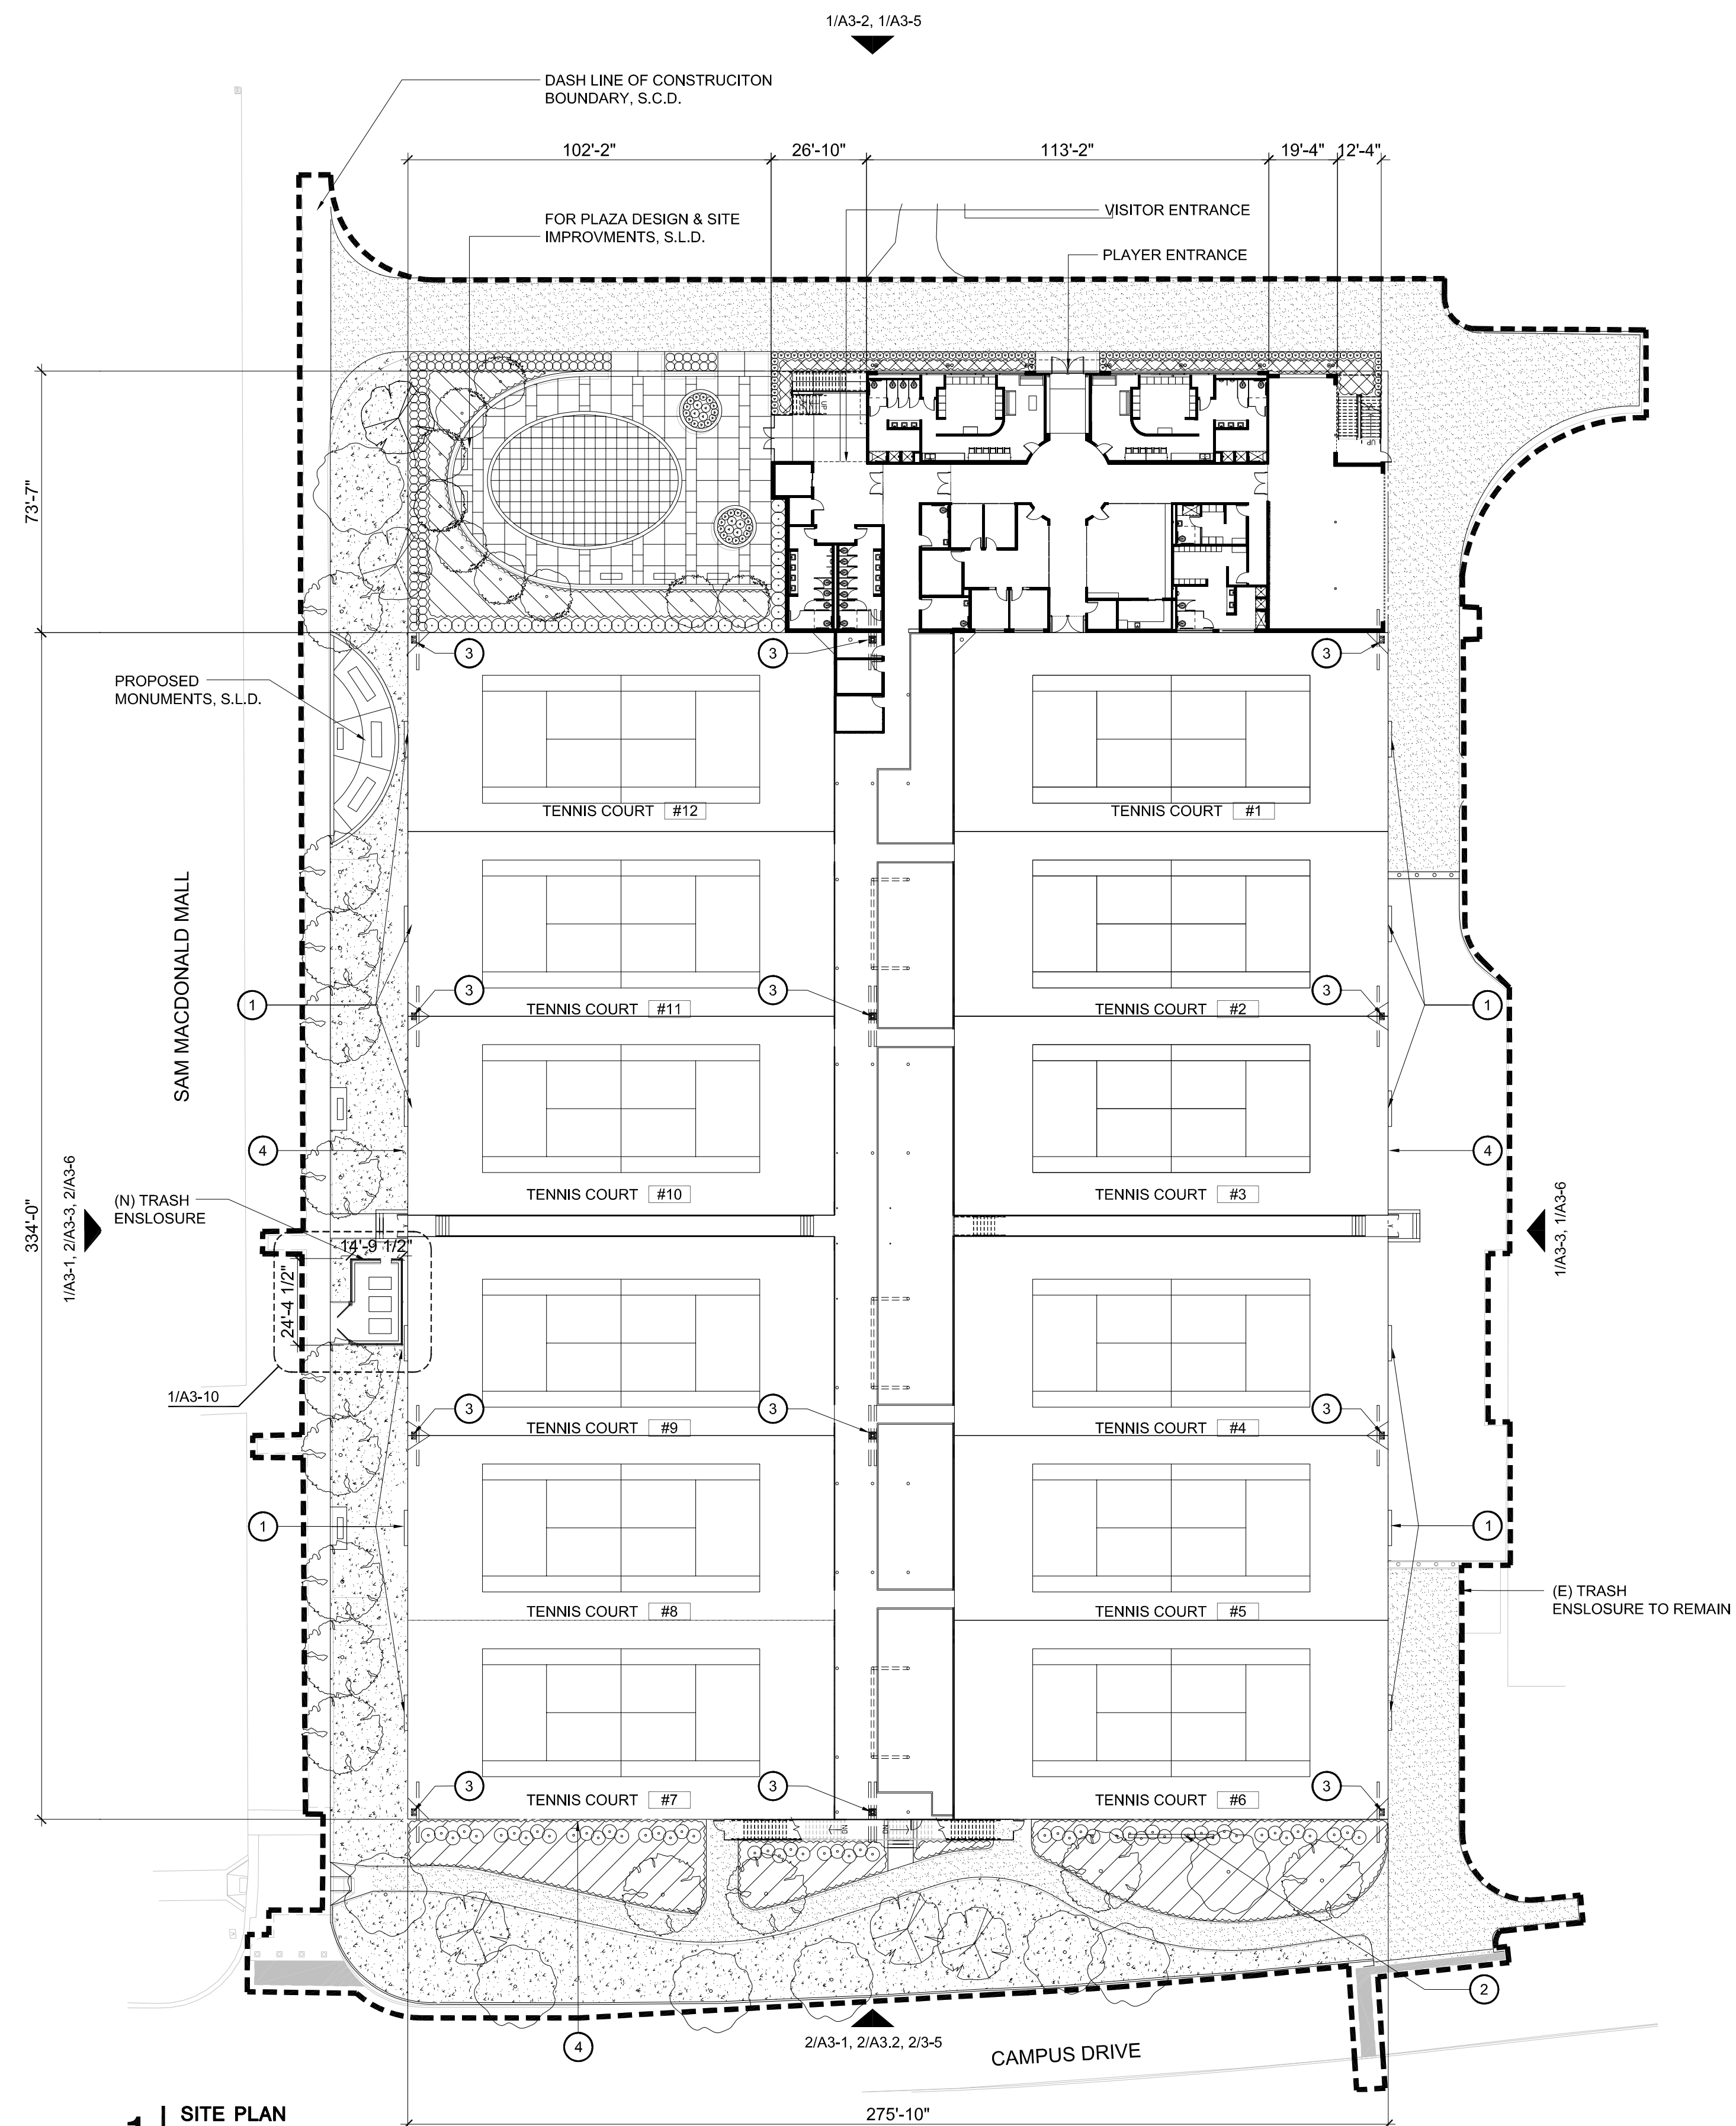 1/A3-2, 1/A3-5
DASH LINE OF CONSTRUCITON
BOUNDARY, S.C.D.
102'-2"
26'-10"
113'-2"
19'-4"
12'-4"
FOR PLAZA DESIGN & SITE
IMPROVMENTS, S.L.D.
VISITOR ENTRANCE
PLAYER ENTRANCE
UP
UP
73'-7"
3
3
3
PROPOSED
MONUMENTS, S.L.D.
TENNIS COURT #12
TENNIS COURT #1
SAM MACDONALD MALL
1
3
3
3
1
TENNIS COURT #11
TENNIS COURT #2
4
4
TENNIS COURT #10
TENNIS COURT #3
334'-0"
1/A3-1, 2/A3-3, 2/A3-6
(N) TRASH
ENSLOSURE
14'-9 1/2"
24'-4 1/2"
1/A3-3, 1/A3-6
1/A3-10
3
3
3
TENNIS COURT #9
TENNIS COURT #4
1
1
(E) TRASH
ENSLOSURE TO REMAIN
TENNIS COURT #8
TENNIS COURT #5
3
3
3
TENNIS COURT #7
TENNIS COURT #6
DN
DN
2
4
2/A3-1, 2/A3.2, 2/3-5
CAMPUS DRIVE
SITE PLAN
275'-10"